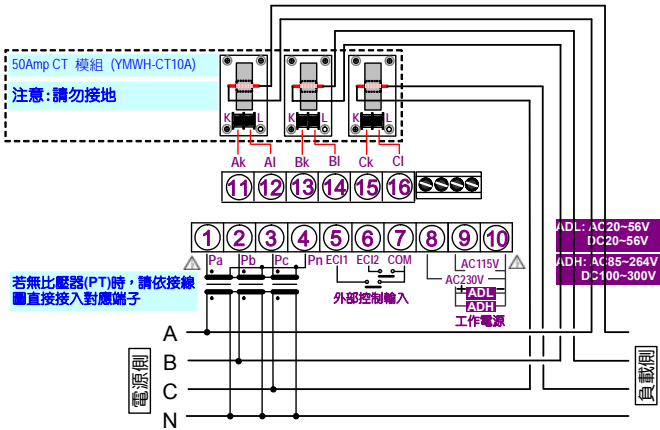 50Amp CT 模組 (YMWH-CT10A)
注意:請勿接地
K L K L K L
Ak Al Bk Bl Ck Cl
11 12 13 14 15 16
1 2 3 4 5 6 7 8 9 10
Pa Pb Pc Pn ECI1 ECI2 COM
AC115V
AC230V
ADL
ADH
外部控制輸入
工作電源
ADL: AC20~56V
DC20~56V
ADH: AC85~264V
DC100~300V
若無比壓器(PT)時，請依接線
圖直接接入對應端子
A
B
C
N
電源側
負載側